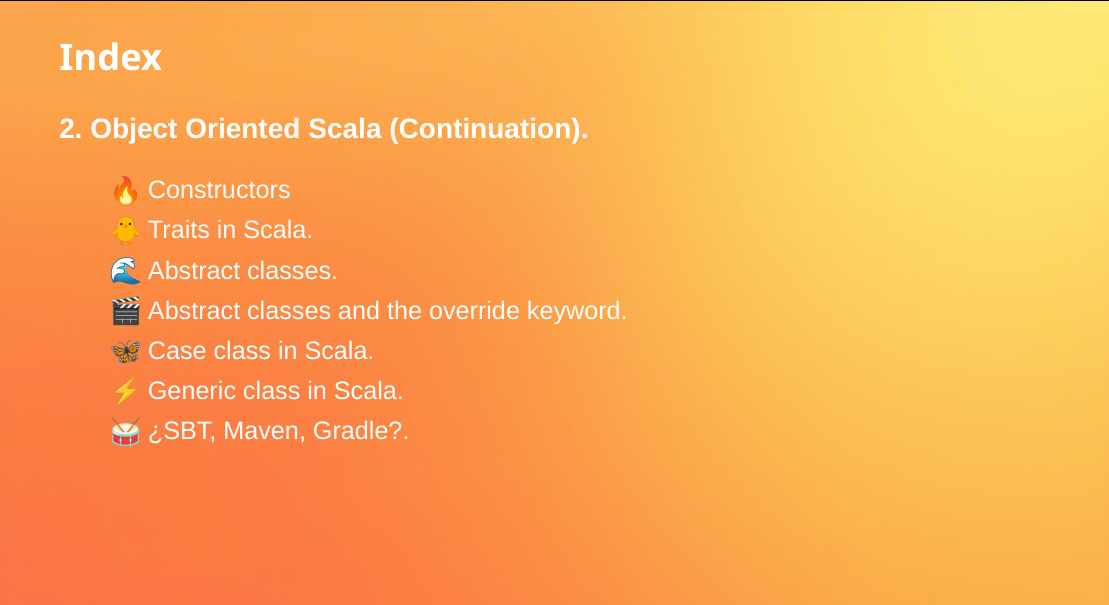 Index
2. Object Oriented Scala (Continuation).
🔥 Constructors
🐥 Traits in Scala.
🌊 Abstract classes.
🎬 Abstract classes and the override keyword.
🦋 Case class in Scala.
⚡ Generic class in Scala.
🥁 ¿SBT, Maven, Gradle?.